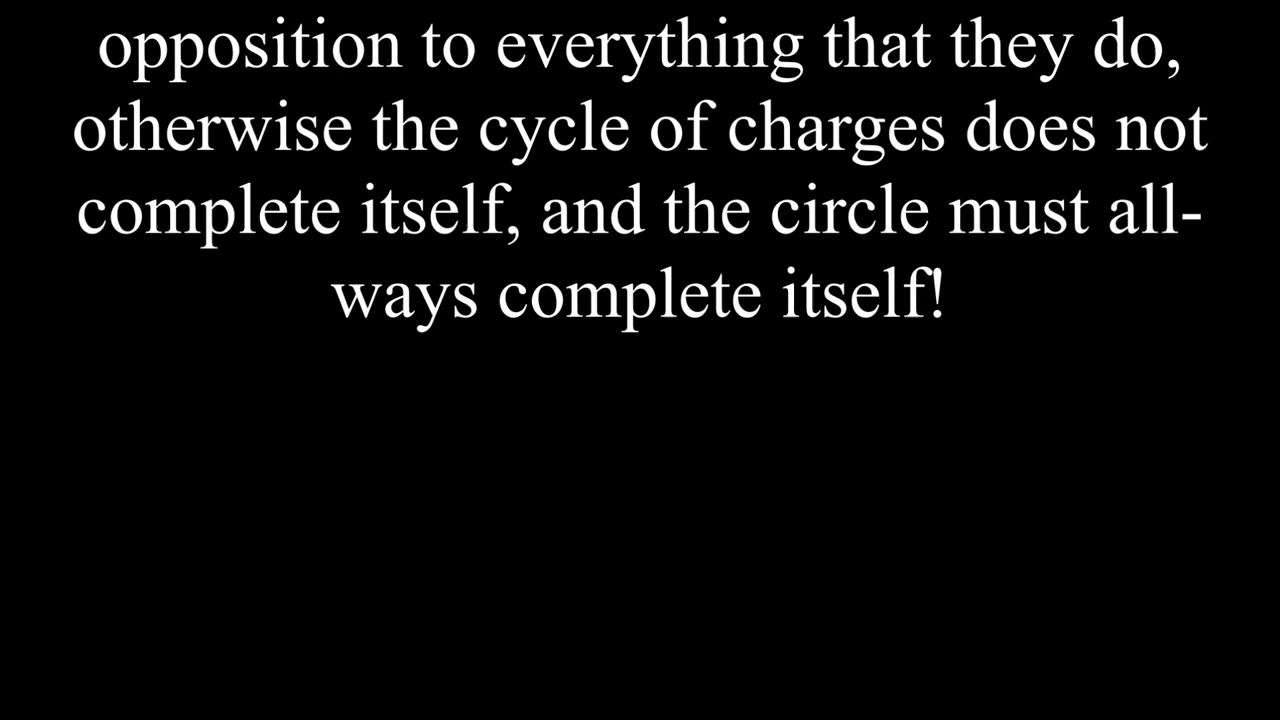 opposition to everything that they do,
otherwise the cycle of charges does not
complete itself, and the circle must all-
ways complete itself!